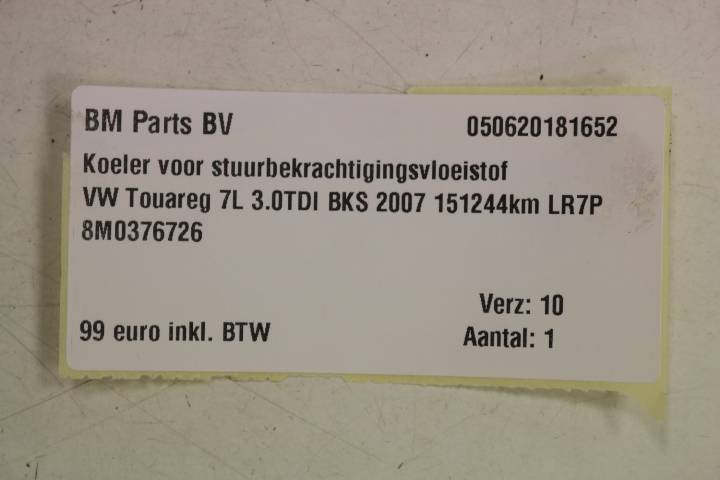 BM Parts BV 050620181652
Koeler voor stuurbekrachtigingsvloeistof
VW Touareg 7L 3.0TDI BKS 2007 151244km LR7P
8M0376726
Verz: 10
99 euro inkl. BTW Aantal: 1